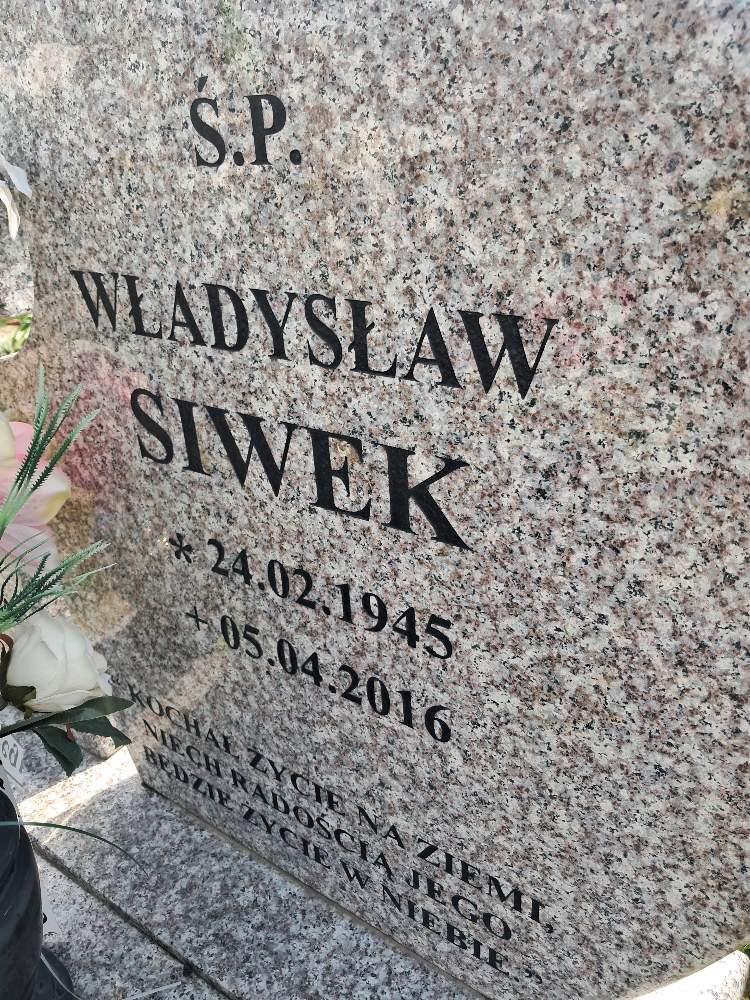 Ś.P.
WŁADYSŁAW
SIWEK
* 24.02.1945
+ 05.04.2016
KOCHAŁ ŻYCIE NA ZIEMI,
NIECH RADOŚCIĄ JEGO
BĘDZIE ŻYCIE W NIEBIE ”